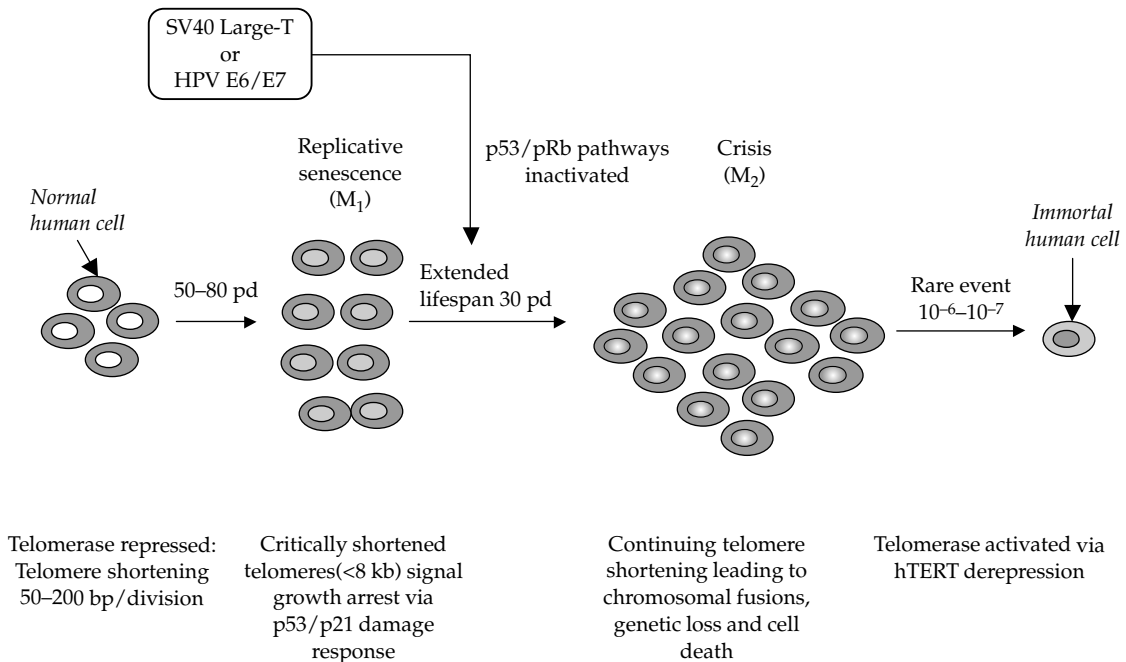 SV40 Large-T
or
HPV E6/E7
Replicative
senescence
(M1)
p53/pRb pathways
inactivated
Crisis
(M2)
Normal
human cell
Immortal
human cell
50–80 pd
Extended
lifespan 30 pd
Rare event
10–6–10–7
Telomerase repressed:
Telomere shortening
50–200 bp/division
Critically shortened
telomeres(<8 kb) signal
growth arrest via
p53/p21 damage
response
Continuing telomere
shortening leading to
chromosomal fusions,
genetic loss and cell
death
Telomerase activated via
hTERT derepression